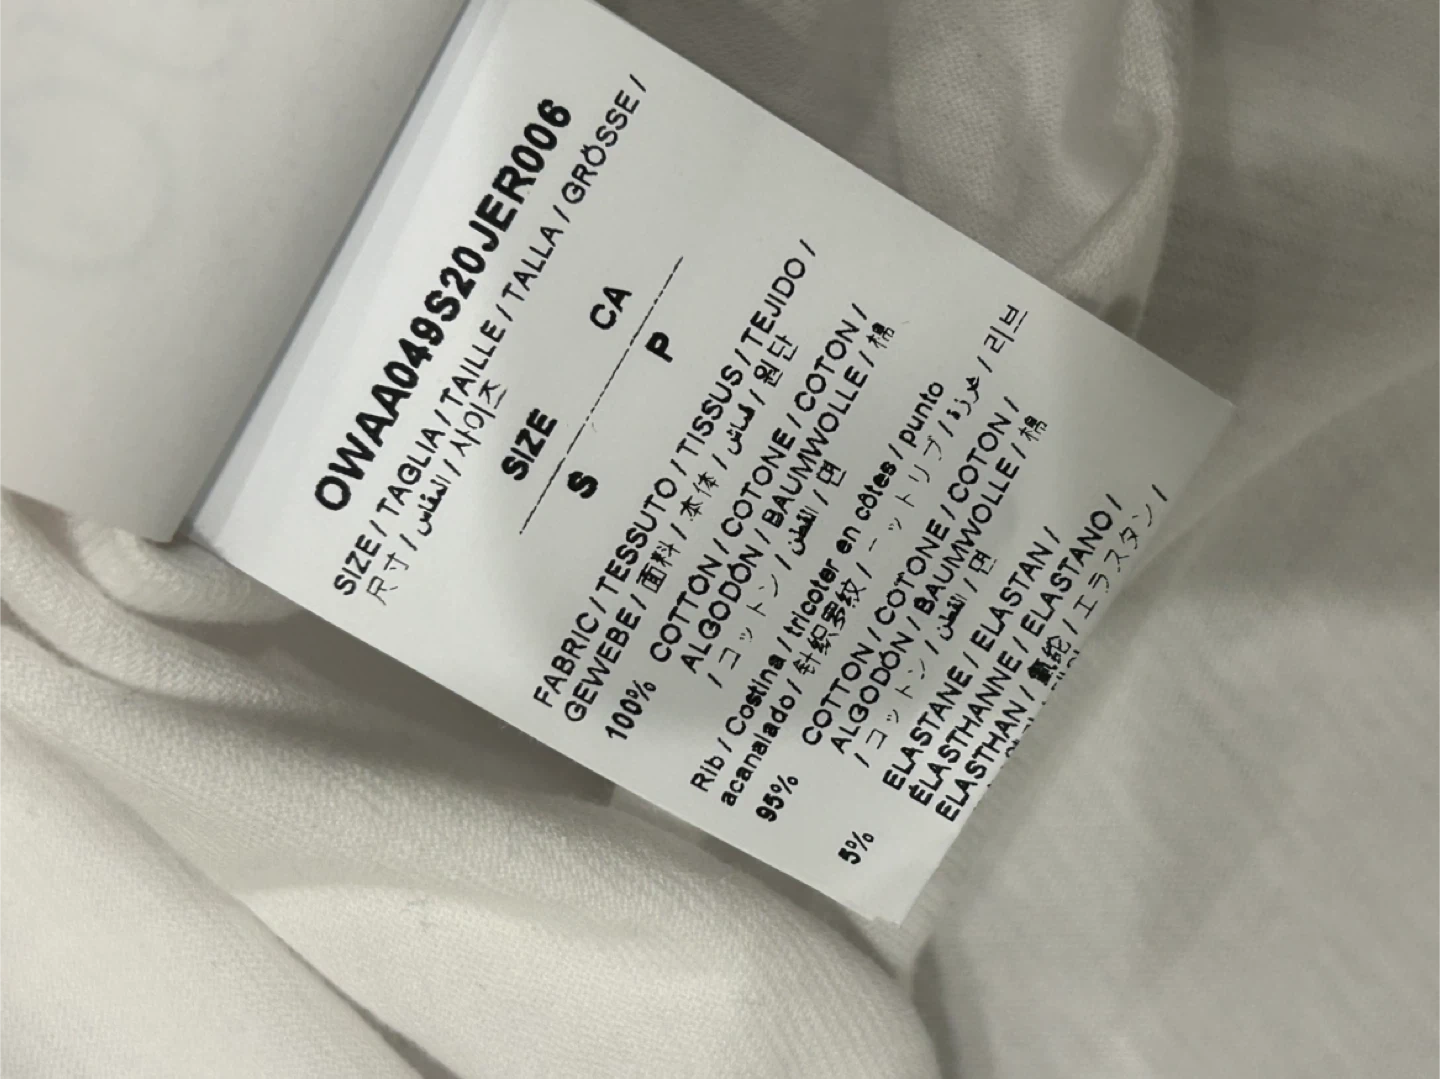 OWAA049S20JER006
SIZE / TAGLIA / TAILLE / TALLA / GRÖSSE /
尺寸 / المقاس / 사이즈
SIZE CA
S P
FABRIC / TESSUTO / TISSUS / TEJIDO /
GEWEBE / 面料 / 本体 / قماش / 원단
100% COTTON / COTONE / COTON /
ALGODÓN / BAUMWOLLE / 棉
/ コットン / القطن / 면
Rib / Costina / tricoter en côtes / punto
acanalado / 针织罗纹 / ニットリブ / غرزة / 리브
95% COTTON / COTONE / COTON /
ALGODÓN / BAUMWOLLE / 棉
/ コットン / القطن / 면
5% ELASTANE / ELASTAN /
ÉLASTHANNE / ELASTANO /
ELASTHAN / 氨纶 / エラスタン /